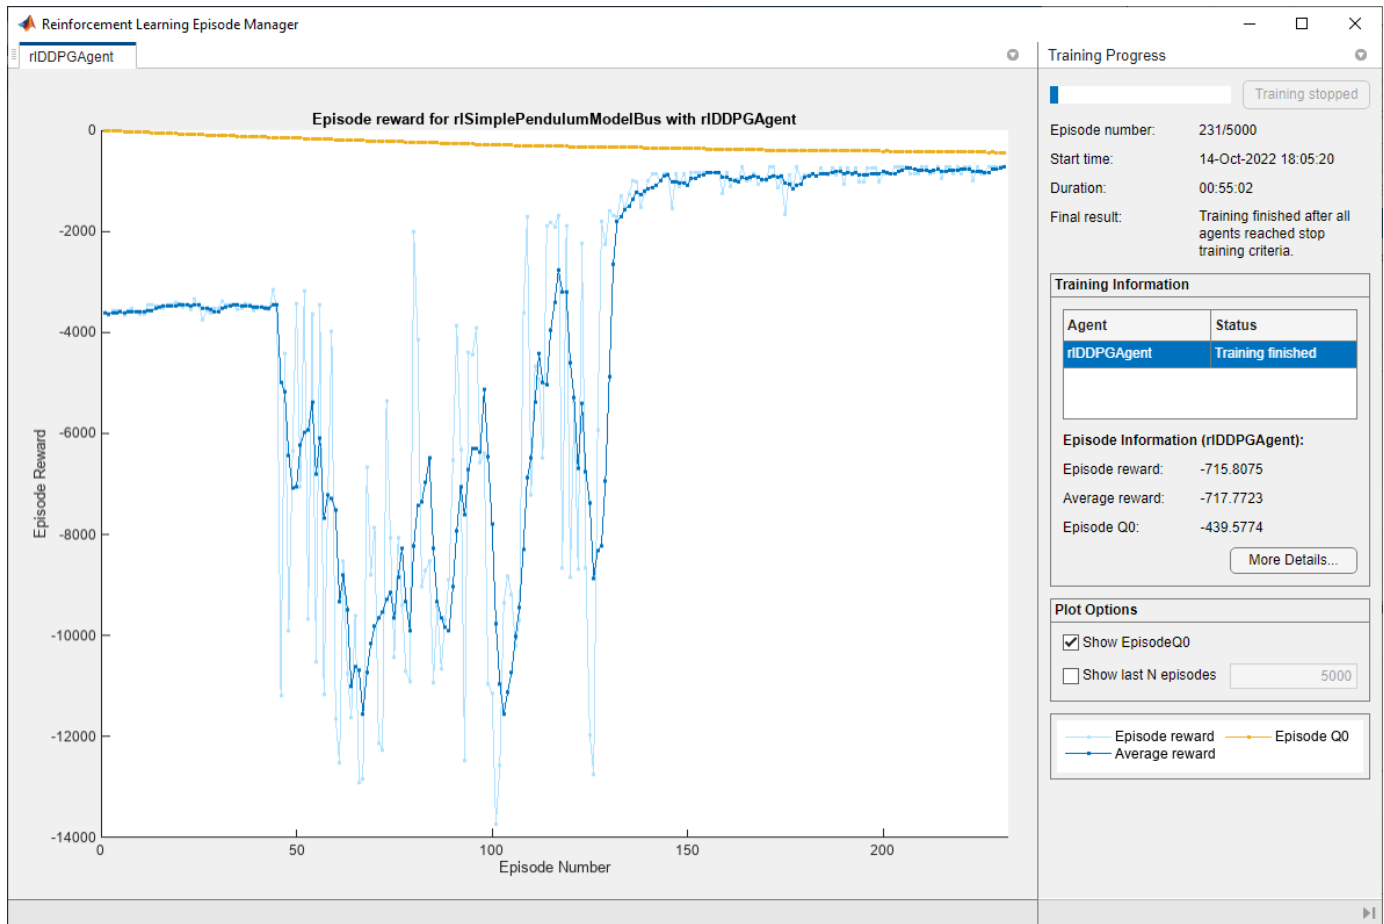 Reinforcement Learning Episode Manager
rlDDPGAgent
Episode reward for rlSimplePendulumModelBus with rlDDPGAgent
0
-2000
-4000
-6000
-8000
-10000
-12000
-14000
Episode Reward
0 50 100 150 200
Episode Number
Training Progress
Training stopped
Episode number: 231/5000
Start time: 14-Oct-2022 18:05:20
Duration: 00:55:02
Final result: Training finished after all
agents reached stop
training criteria.
Training Information
Agent Status
rlDDPGAgent Training finished
Episode Information (rlDDPGAgent):
Episode reward: -715.8075
Average reward: -717.7723
Episode Q0: -439.5774
More Details...
Plot Options
Show EpisodeQ0
Show last N episodes 5000
Episode reward Episode Q0
Average reward